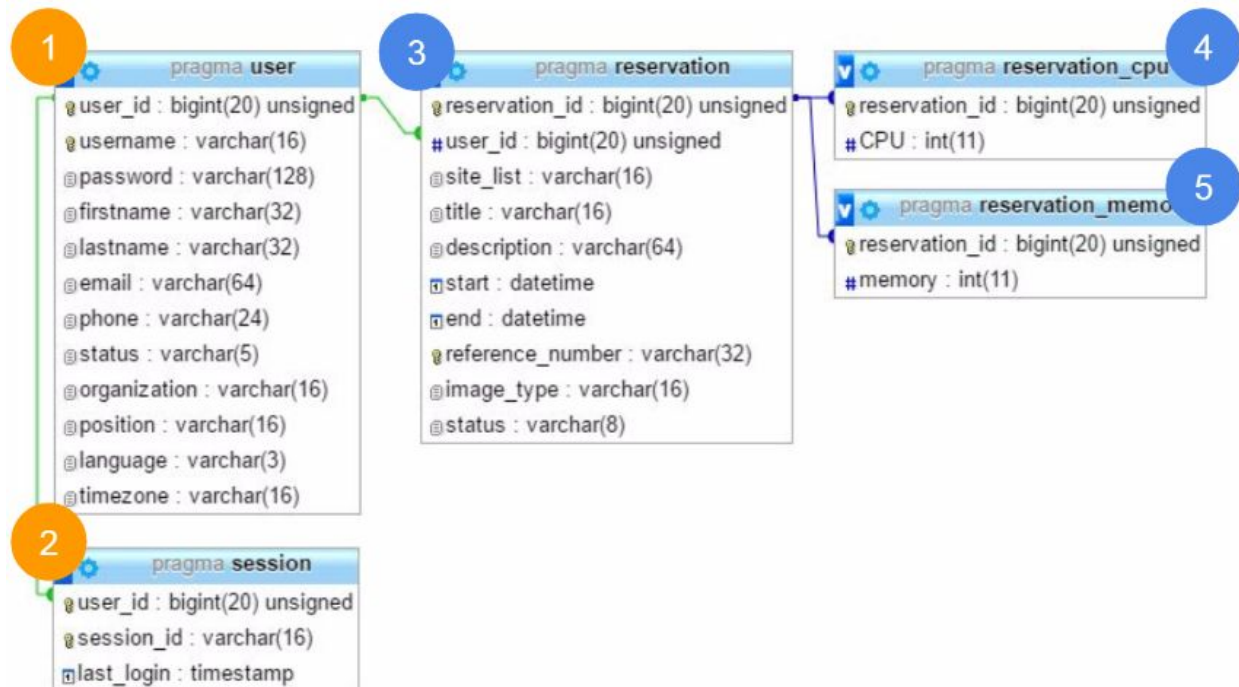 1
pragma user
user_id : bigint(20) unsigned
username : varchar(16)
password : varchar(128)
firstname : varchar(32)
lastname : varchar(32)
email : varchar(64)
phone : varchar(24)
status : varchar(5)
organization : varchar(16)
position : varchar(16)
language : varchar(3)
timezone : varchar(16)
2
pragma session
user_id : bigint(20) unsigned
session_id : varchar(16)
last_login : timestamp
3
pragma reservation
reservation_id : bigint(20) unsigned
# user_id : bigint(20) unsigned
site_list : varchar(16)
title : varchar(16)
description : varchar(64)
start : datetime
end : datetime
reference_number : varchar(32)
image_type : varchar(16)
status : varchar(8)
4
v pragma reservation_cpu
reservation_id : bigint(20) unsigned
# CPU : int(11)
5
v pragma reservation_memo
reservation_id : bigint(20) unsigned
# memory : int(11)